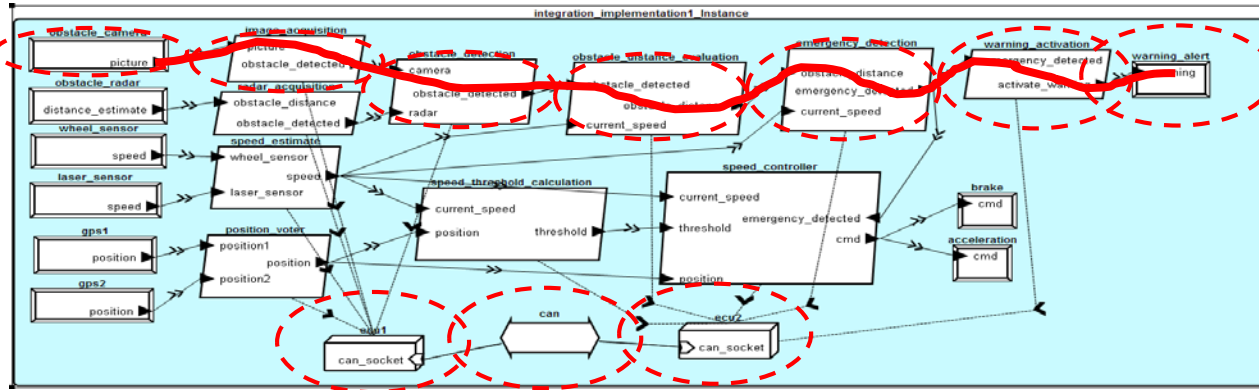 integration_implementation1_Instance
obstacle_camera
picture
image_acquisition
picture
obstacle_detected
obstacle_detection
camera
obstacle_detected
radar
obstacle_distance_evaluation
obstacle_detected
obstacle_distance
current_speed
emergency_detection
obstacle_distance
emergency_detected
current_speed
warning_activation
emergency_detected
activate_warning
warning_alert
warning
obstacle_radar
distance_estimate
radar_acquisition
obstacle_distance
obstacle_detected
wheel_sensor
speed
speed_estimate
wheel_sensor
speed
laser_sensor
laser_sensor
speed
speed_threshold_calculation
current_speed
position
threshold
speed_controller
current_speed
emergency_detected
threshold
cmd
position
brake
cmd
acceleration
cmd
gps1
position
position_voter
position1
position
position2
gps2
position
ecu1
can_socket
can
ecu2
can_socket